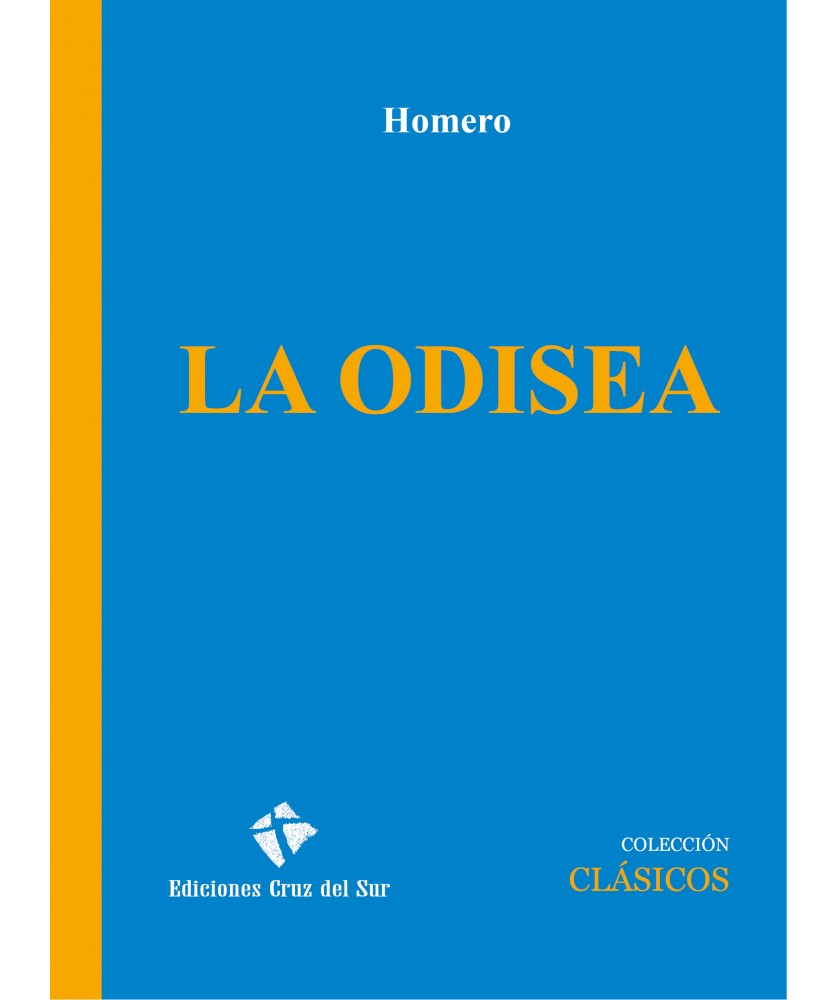 Homero
LA ODISEA
Ediciones Cruz del Sur
COLECCIÓN
CLÁSICOS